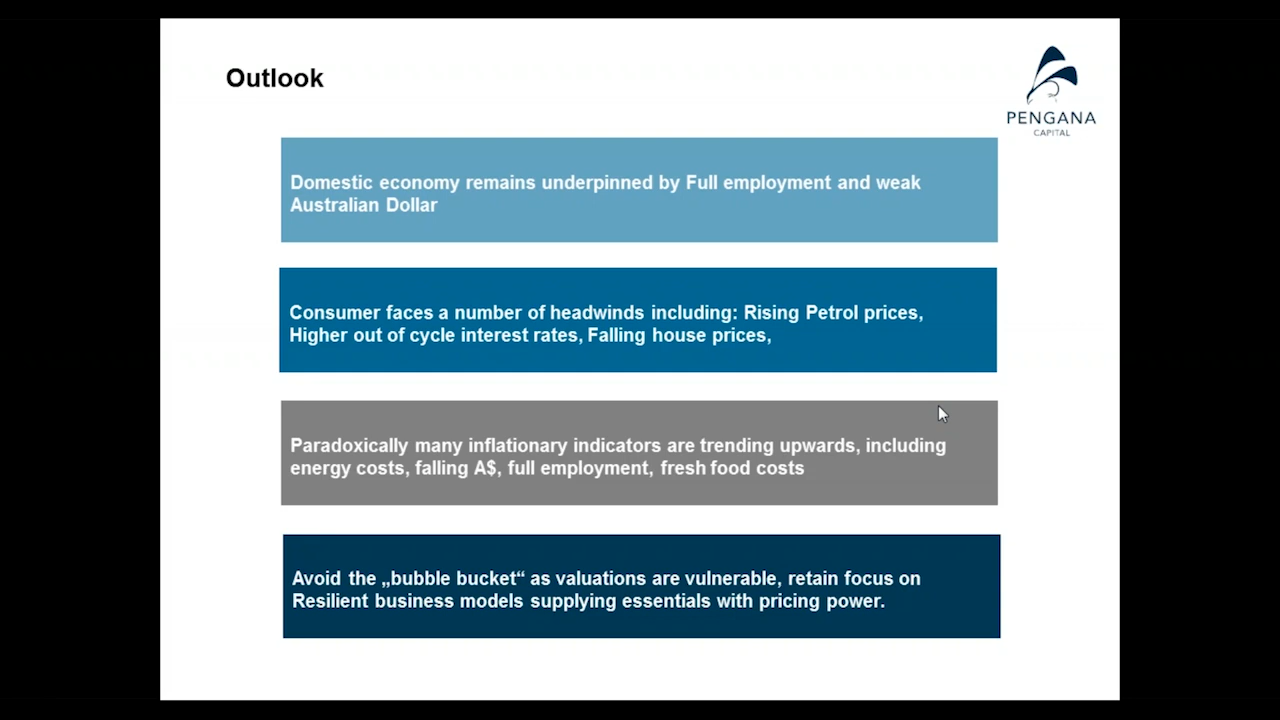 Outlook
PENGANA
CAPITAL
Domestic economy remains underpinned by Full employment and weak
Australian Dollar
Consumer faces a number of headwinds including: Rising Petrol prices,
Higher out of cycle interest rates, Falling house prices,
Paradoxically many inflationary indicators are trending upwards, including
energy costs, falling A$, full employment, fresh food costs
Avoid the „bubble bucket“ as valuations are vulnerable, retain focus on
Resilient business models supplying essentials with pricing power.